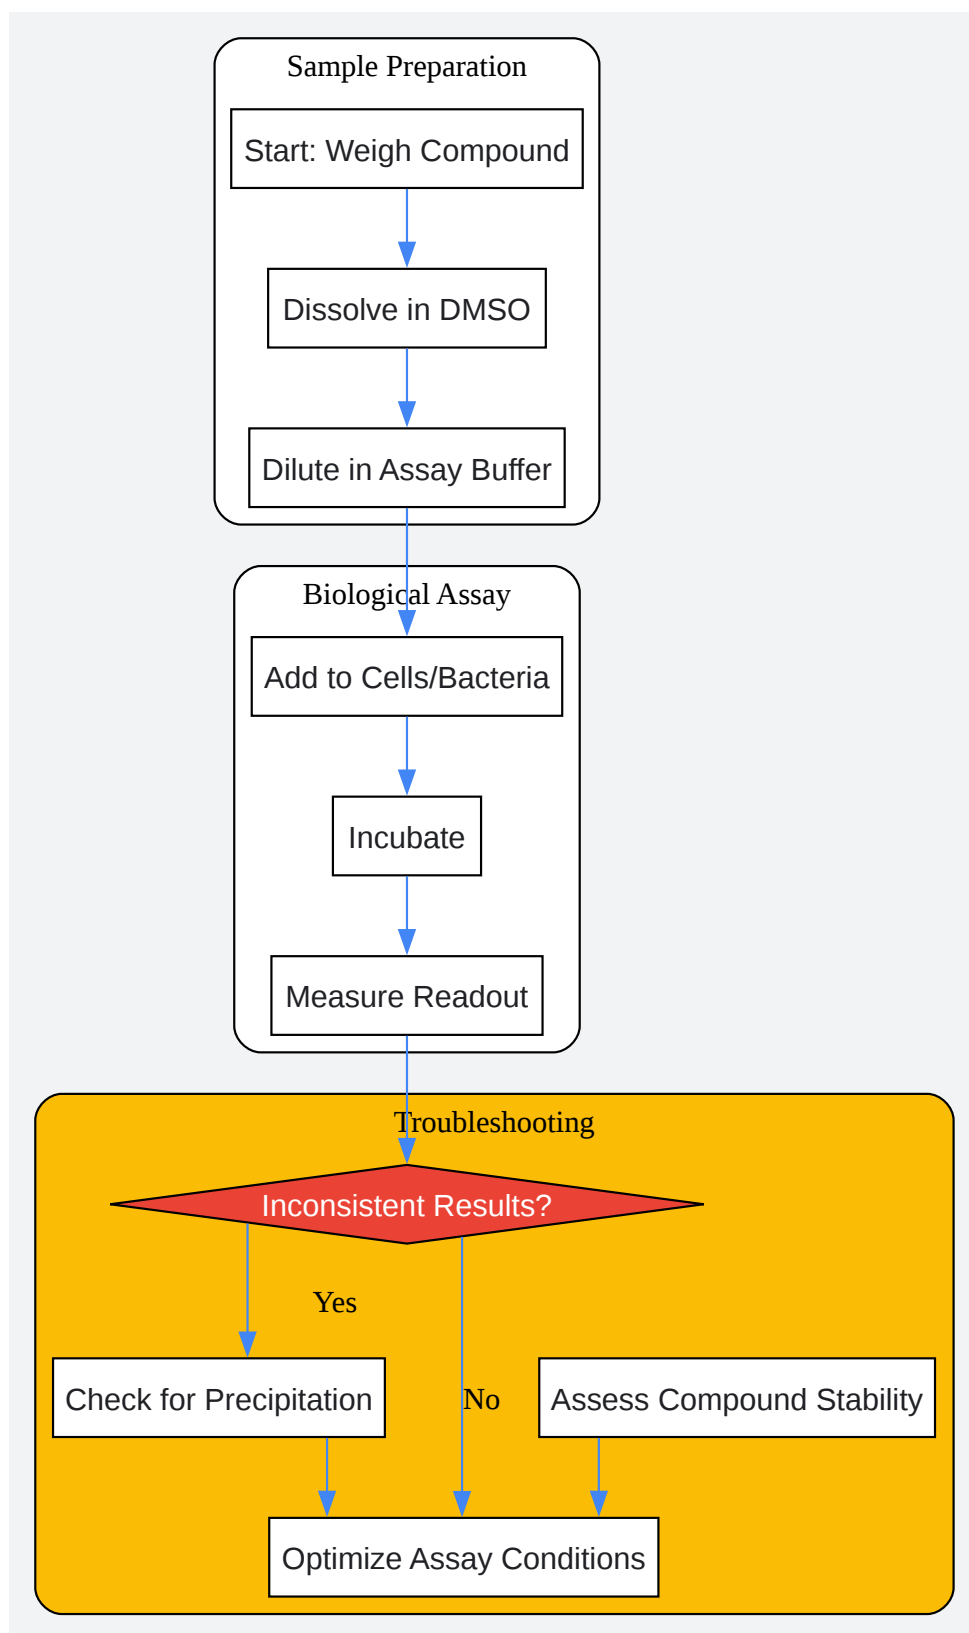 Sample Preparation
Start: Weigh Compound
Dissolve in DMSO
Dilute in Assay Buffer
Biological Assay
Add to Cells/Bacteria
Incubate
Measure Readout
Troubleshooting
Inconsistent Results?
Yes
Check for Precipitation
No
Assess Compound Stability
Optimize Assay Conditions